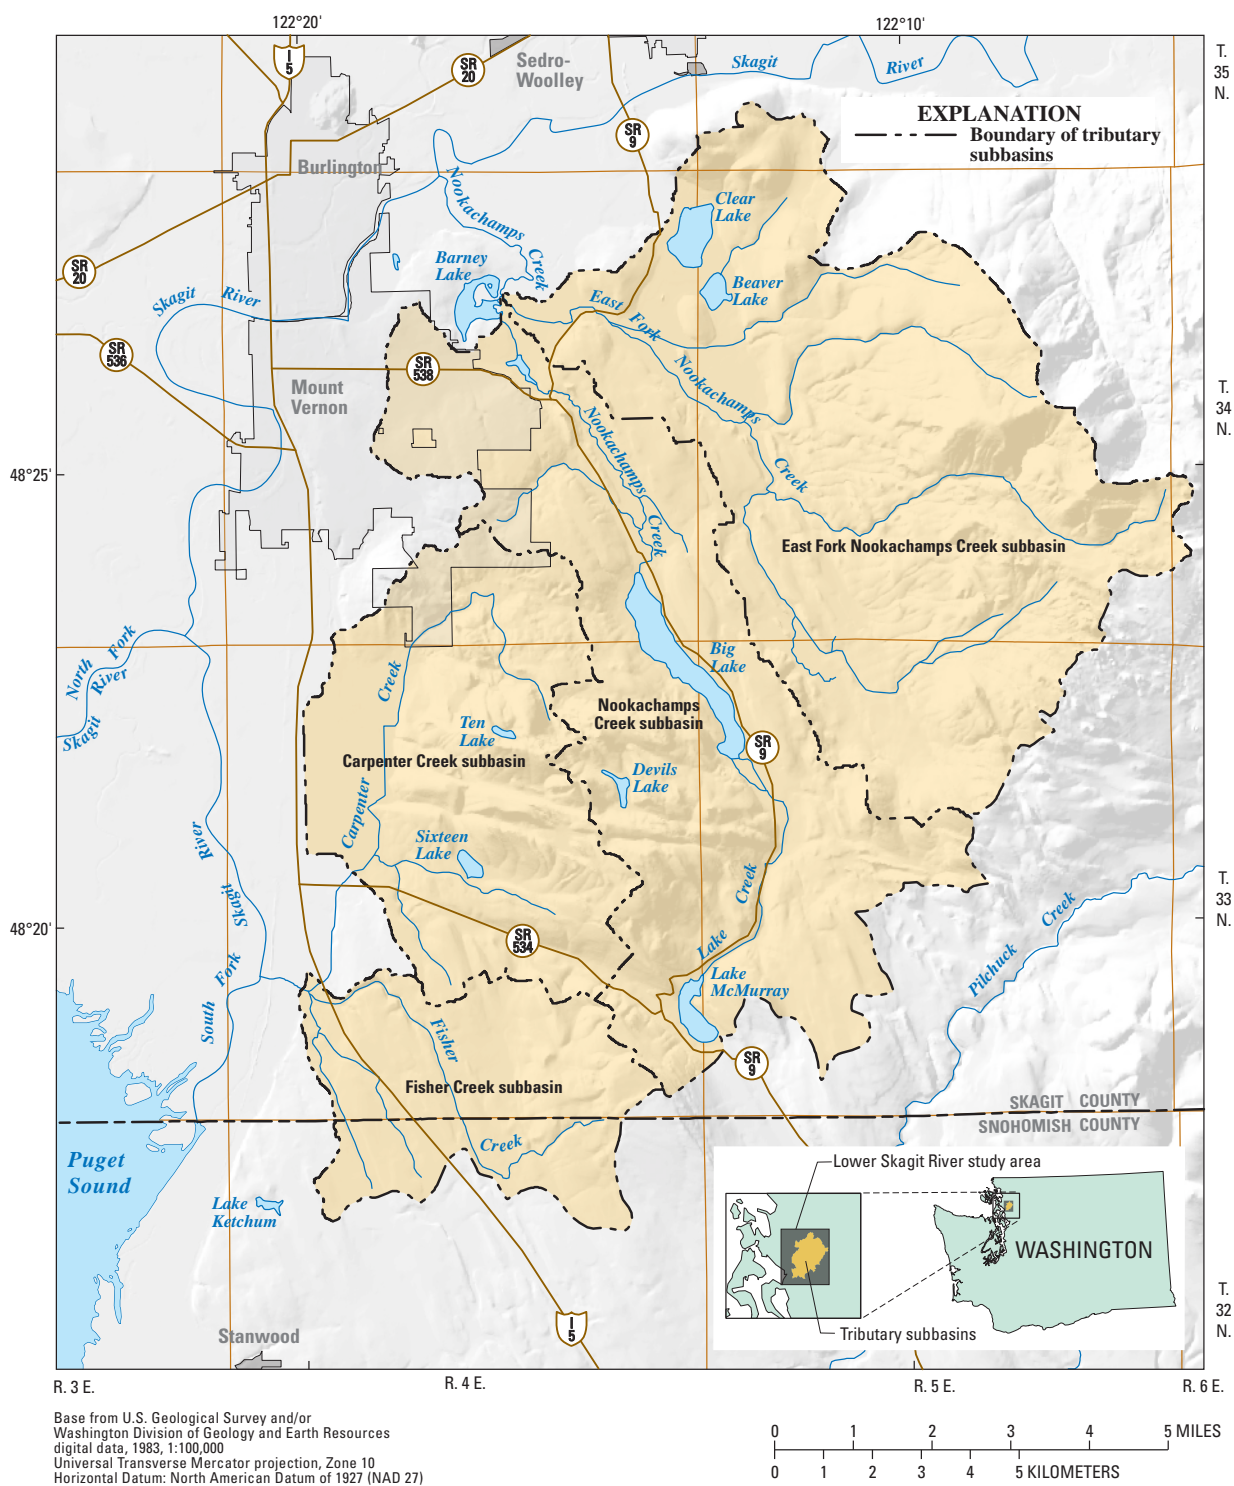 122°20'
122°10'
T.
35
N.
T.
34
N.
T.
33
N.
T.
32
N.
48°25'
48°20'
I
5
SR
20
Sedro-
Woolley
Skagit
River
EXPLANATION
Boundary of tributary
subbasins
SR
9
Burlington
Nookachamps
Creek
Clear
Lake
Barney
Lake
Beaver
Lake
SR
20
Skagit
River
East
Fork
Nookachamps
Creek
SR
536
SR
538
Mount
Vernon
Nookachamps
Creek
East Fork Nookachamps Creek subbasin
North
Fork
Skagit
River
Creek
Big
Lake
Nookachamps
Creek subbasin
Ten
Lake
SR
9
Carpenter Creek subbasin
Devils
Lake
Carpenter
River
Sixteen
Lake
Skagit
Creek
Creek
SR
534
Lake
Pilchuck
Fork
Lake
McMurray
South
Fisher
SR
9
Fisher Creek subbasin
SKAGIT COUNTY
SNOHOMISH COUNTY
Creek
Puget
Sound
Lake
Ketchum
Lower Skagit River study area
WASHINGTON
Tributary subbasins
I
5
Stanwood
R. 3 E.
R. 4 E.
R. 5 E.
R. 6 E.
Base from U.S. Geological Survey and/or
Washington Division of Geology and Earth Resources
digital data, 1983, 1:100,000
Universal Transverse Mercator projection, Zone 10
Horizontal Datum: North American Datum of 1927 (NAD 27)
0 1 2 3 4 5 MILES
0 1 2 3 4 5 KILOMETERS